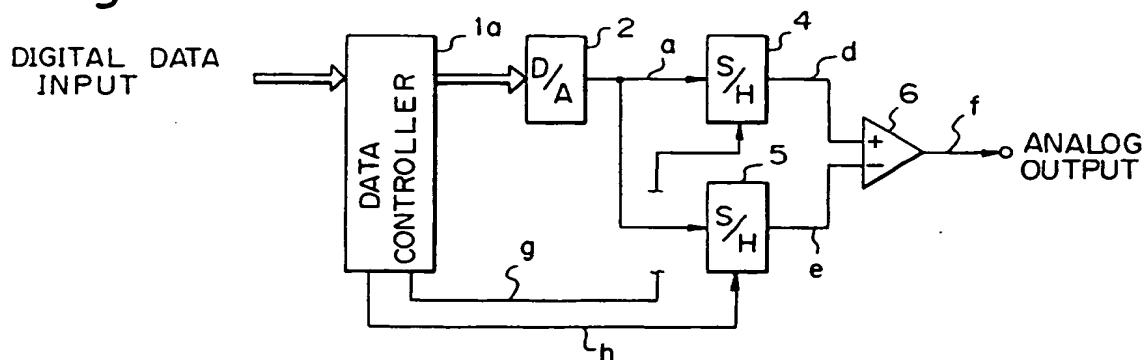 g
DIGITAL DATA
INPUT
1a
DATA
CONTROLLER
2
D/A
a
4
S/H
d
5
S/H
e
6
+
−
f
ANALOG
OUTPUT
g
h